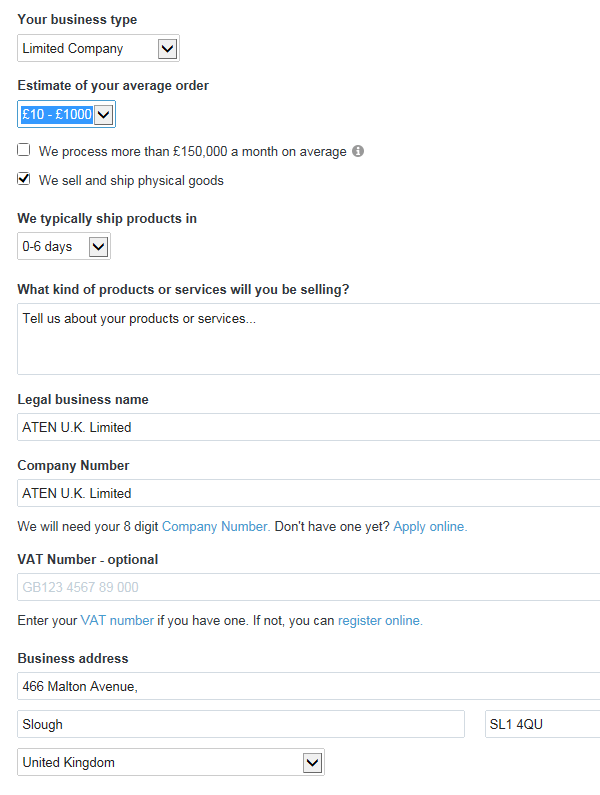 Your business type
Limited Company
Estimate of your average order
£10 - £1000
We process more than £150,000 a month on average
We sell and ship physical goods
We typically ship products in
0-6 days
What kind of products or services will you be selling?
Tell us about your products or services...
Legal business name
ATEN U.K. Limited
Company Number
ATEN U.K. Limited
We will need your 8 digit Company Number. Don't have one yet? Apply online.
VAT Number - optional
GB123 4567 89 000
Enter your VAT number if you have one. If not, you can register online.
Business address
466 Malton Avenue,
Slough SL1 4QU
United Kingdom